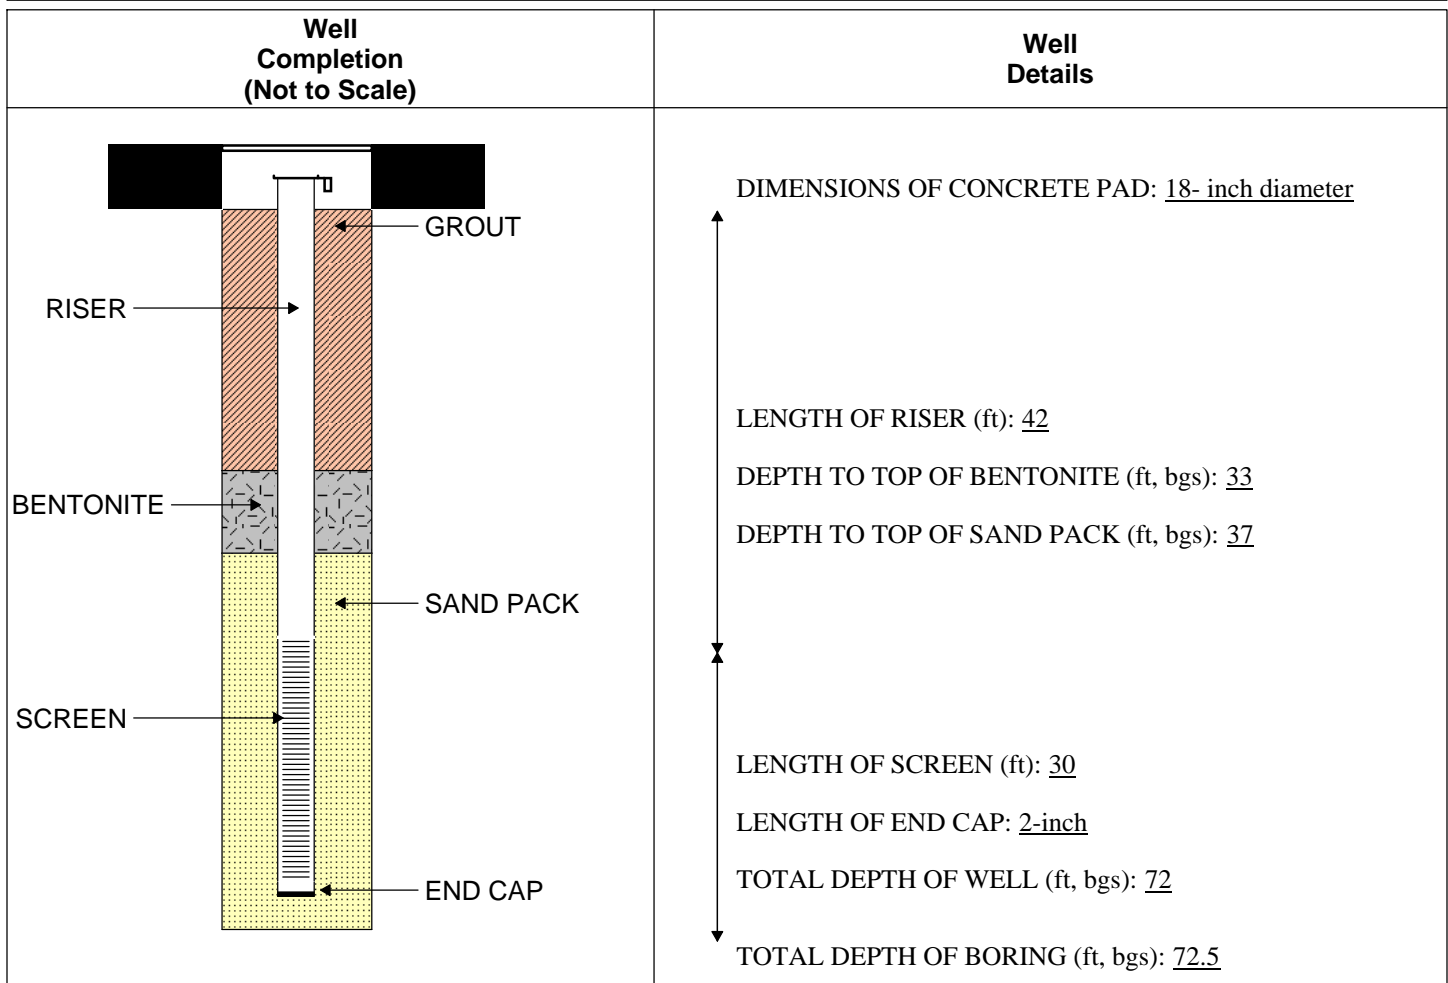 Well
Completion
(Not to Scale)
Well
Details
GROUT
RISER
BENTONITE
SAND PACK
SCREEN
END CAP
DIMENSIONS OF CONCRETE PAD: 18- inch diameter
LENGTH OF RISER (ft): 42
DEPTH TO TOP OF BENTONITE (ft, bgs): 33
DEPTH TO TOP OF SAND PACK (ft, bgs): 37
LENGTH OF SCREEN (ft): 30
LENGTH OF END CAP: 2-inch
TOTAL DEPTH OF WELL (ft, bgs): 72
TOTAL DEPTH OF BORING (ft, bgs): 72.5